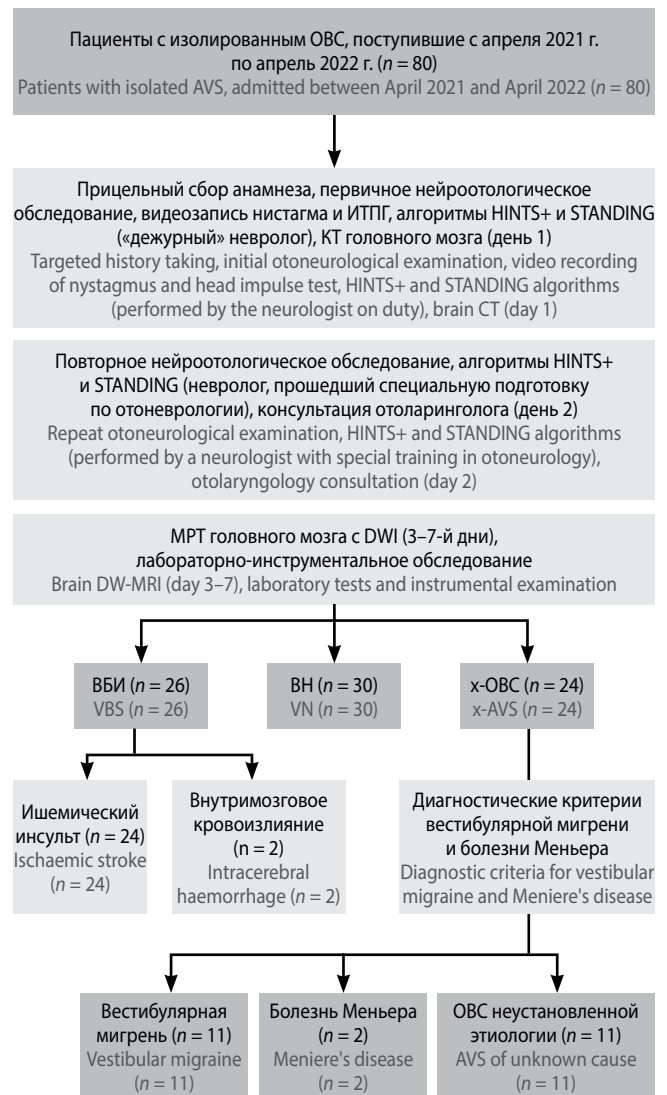 Пациенты с изолированным ОВС, поступившие с апреля 2021 г.
по апрель 2022 г. (n = 80)
Patients with isolated AVS, admitted between April 2021 and April 2022 (n = 80)
Прицельный сбор анамнеза, первичное нейроотологическое
обследование, видеозапись нистагма и ИТПГ, алгоритмы HINTS+ и STANDING
(«дежурный» невролог), КТ головного мозга (день 1)
Targeted history taking, initial otoneurological examination, video recording
of nystagmus and head impulse test, HINTS+ and STANDING algorithms
(performed by the neurologist on duty), brain CT (day 1)
Повторное нейроотологическое обследование, алгоритмы HINTS+
и STANDING (невролог, прошедший специальную подготовку
по отоневрологии), консультация отоларинголога (день 2)
Repeat otoneurological examination, HINTS+ and STANDING algorithms
(performed by a neurologist with special training in otoneurology),
otolaryngology consultation (day 2)
МРТ головного мозга с DWI (3–7-й дни),
лабораторно-инструментальное обследование
Brain DW-MRI (day 3–7), laboratory tests and instrumental examination
ВБИ (n = 26)
VBS (n = 26)
ВН (n = 30)
VN (n = 30)
х-ОВС (n = 24)
x-AVS (n = 24)
Ишемический
инсульт (n = 24)
Ischaemic stroke
(n = 24)
Внутримозговое
кровоизлияние
(n = 2)
Intracerebral
haemorrhage (n = 2)
Диагностические критерии
вестибулярной мигрени
и болезни Меньера
Diagnostic criteria for vestibular
migraine and Meniere's disease
Вестибулярная
мигрень (n = 11)
Vestibular migraine
(n = 11)
Болезнь Меньера
(n = 2)
Meniere's disease
(n = 2)
ОВС неустановленной
этиологии (n = 11)
AVS of unknown cause
(n = 11)